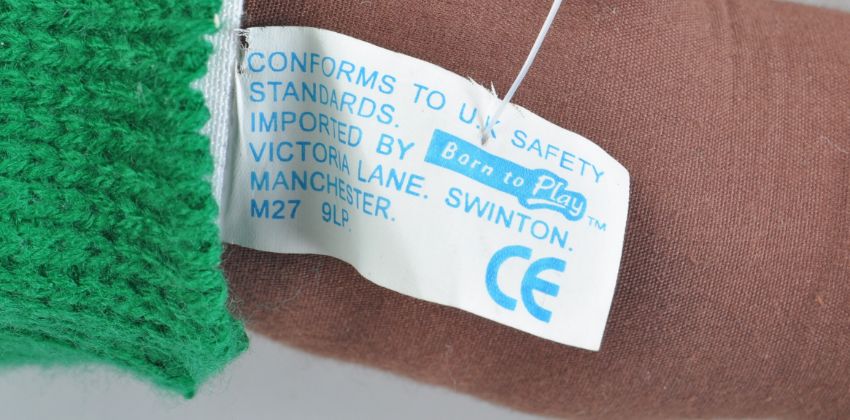 CONFORMS TO U.K SAFETY
STANDARDS.
IMPORTED BY Born to Play™
VICTORIA LANE. SWINTON.
MANCHESTER.
M27 9LP.
CE